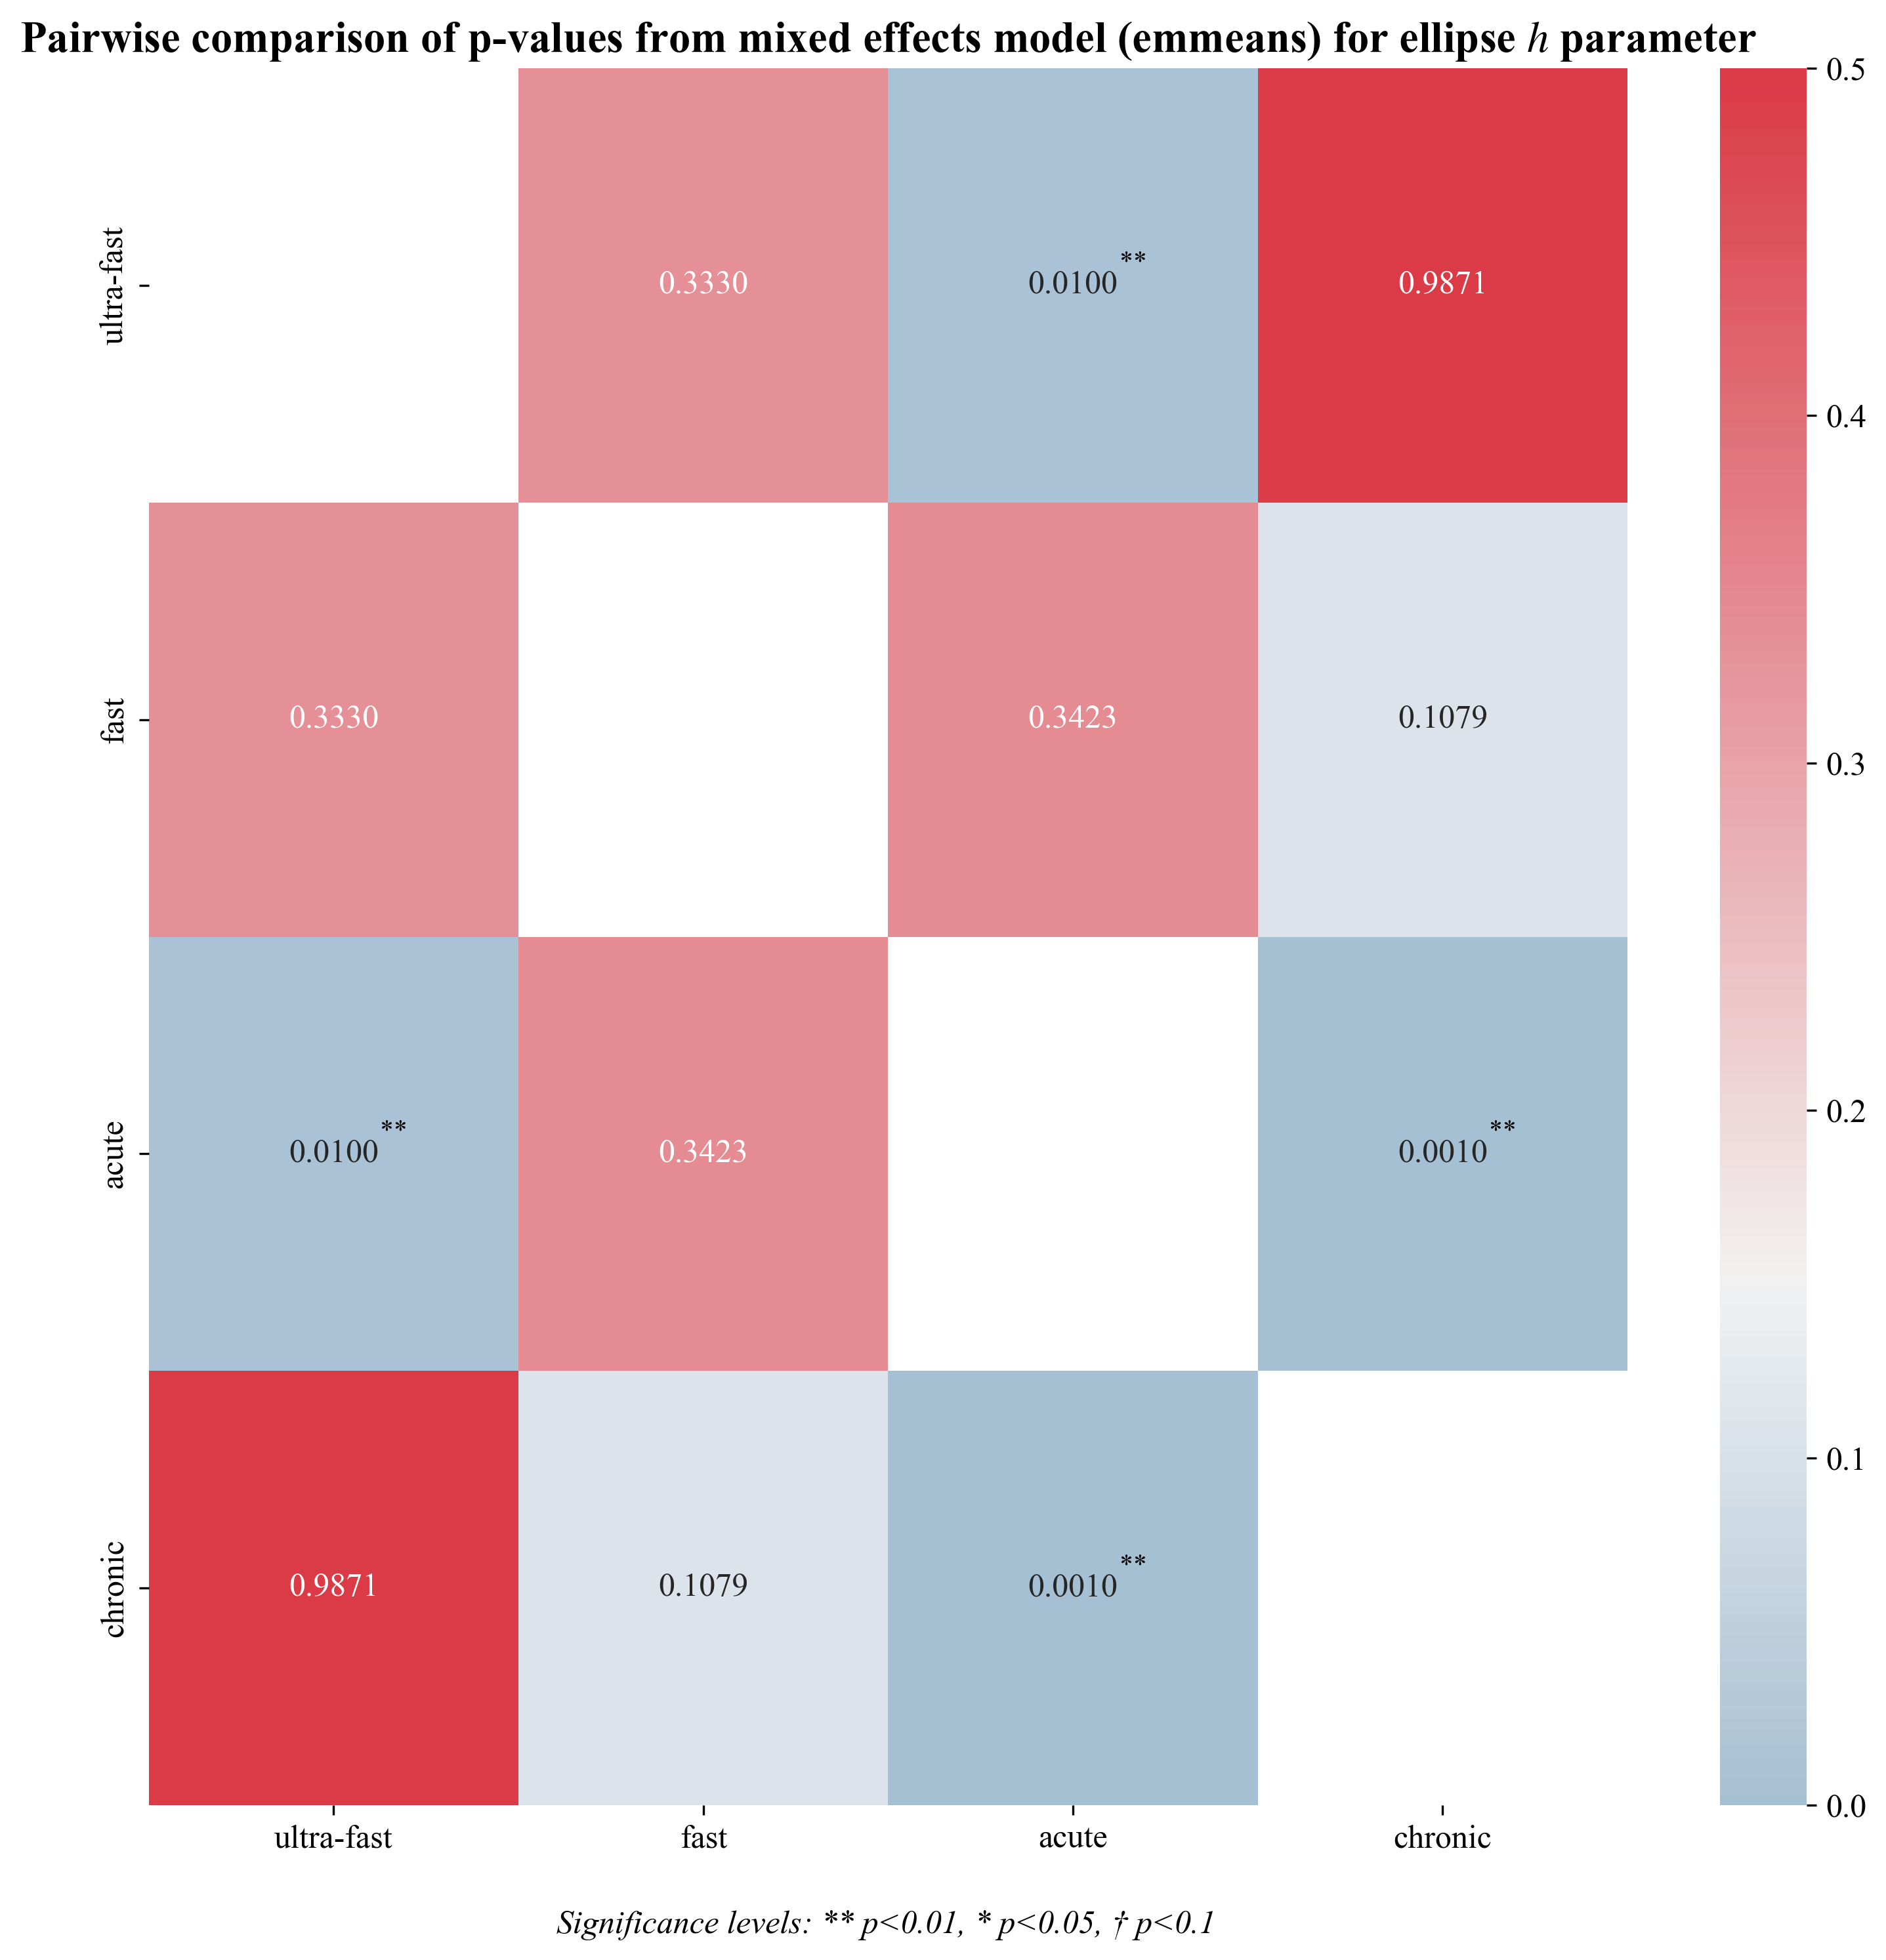 Pairwise comparison of p-values from mixed effects model (emmeans) for ellipse h parameter
0.5
0.4
0.3
0.2
0.1
0.0
ultra-fast
0.3330
0.0100**
0.9871
fast
0.3330
0.3423
0.1079
acute
0.0100**
0.3423
0.0010**
chronic
0.9871
0.1079
0.0010**
ultra-fast
fast
acute
chronic
Significance levels: ** p<0.01, * p<0.05, † p<0.1